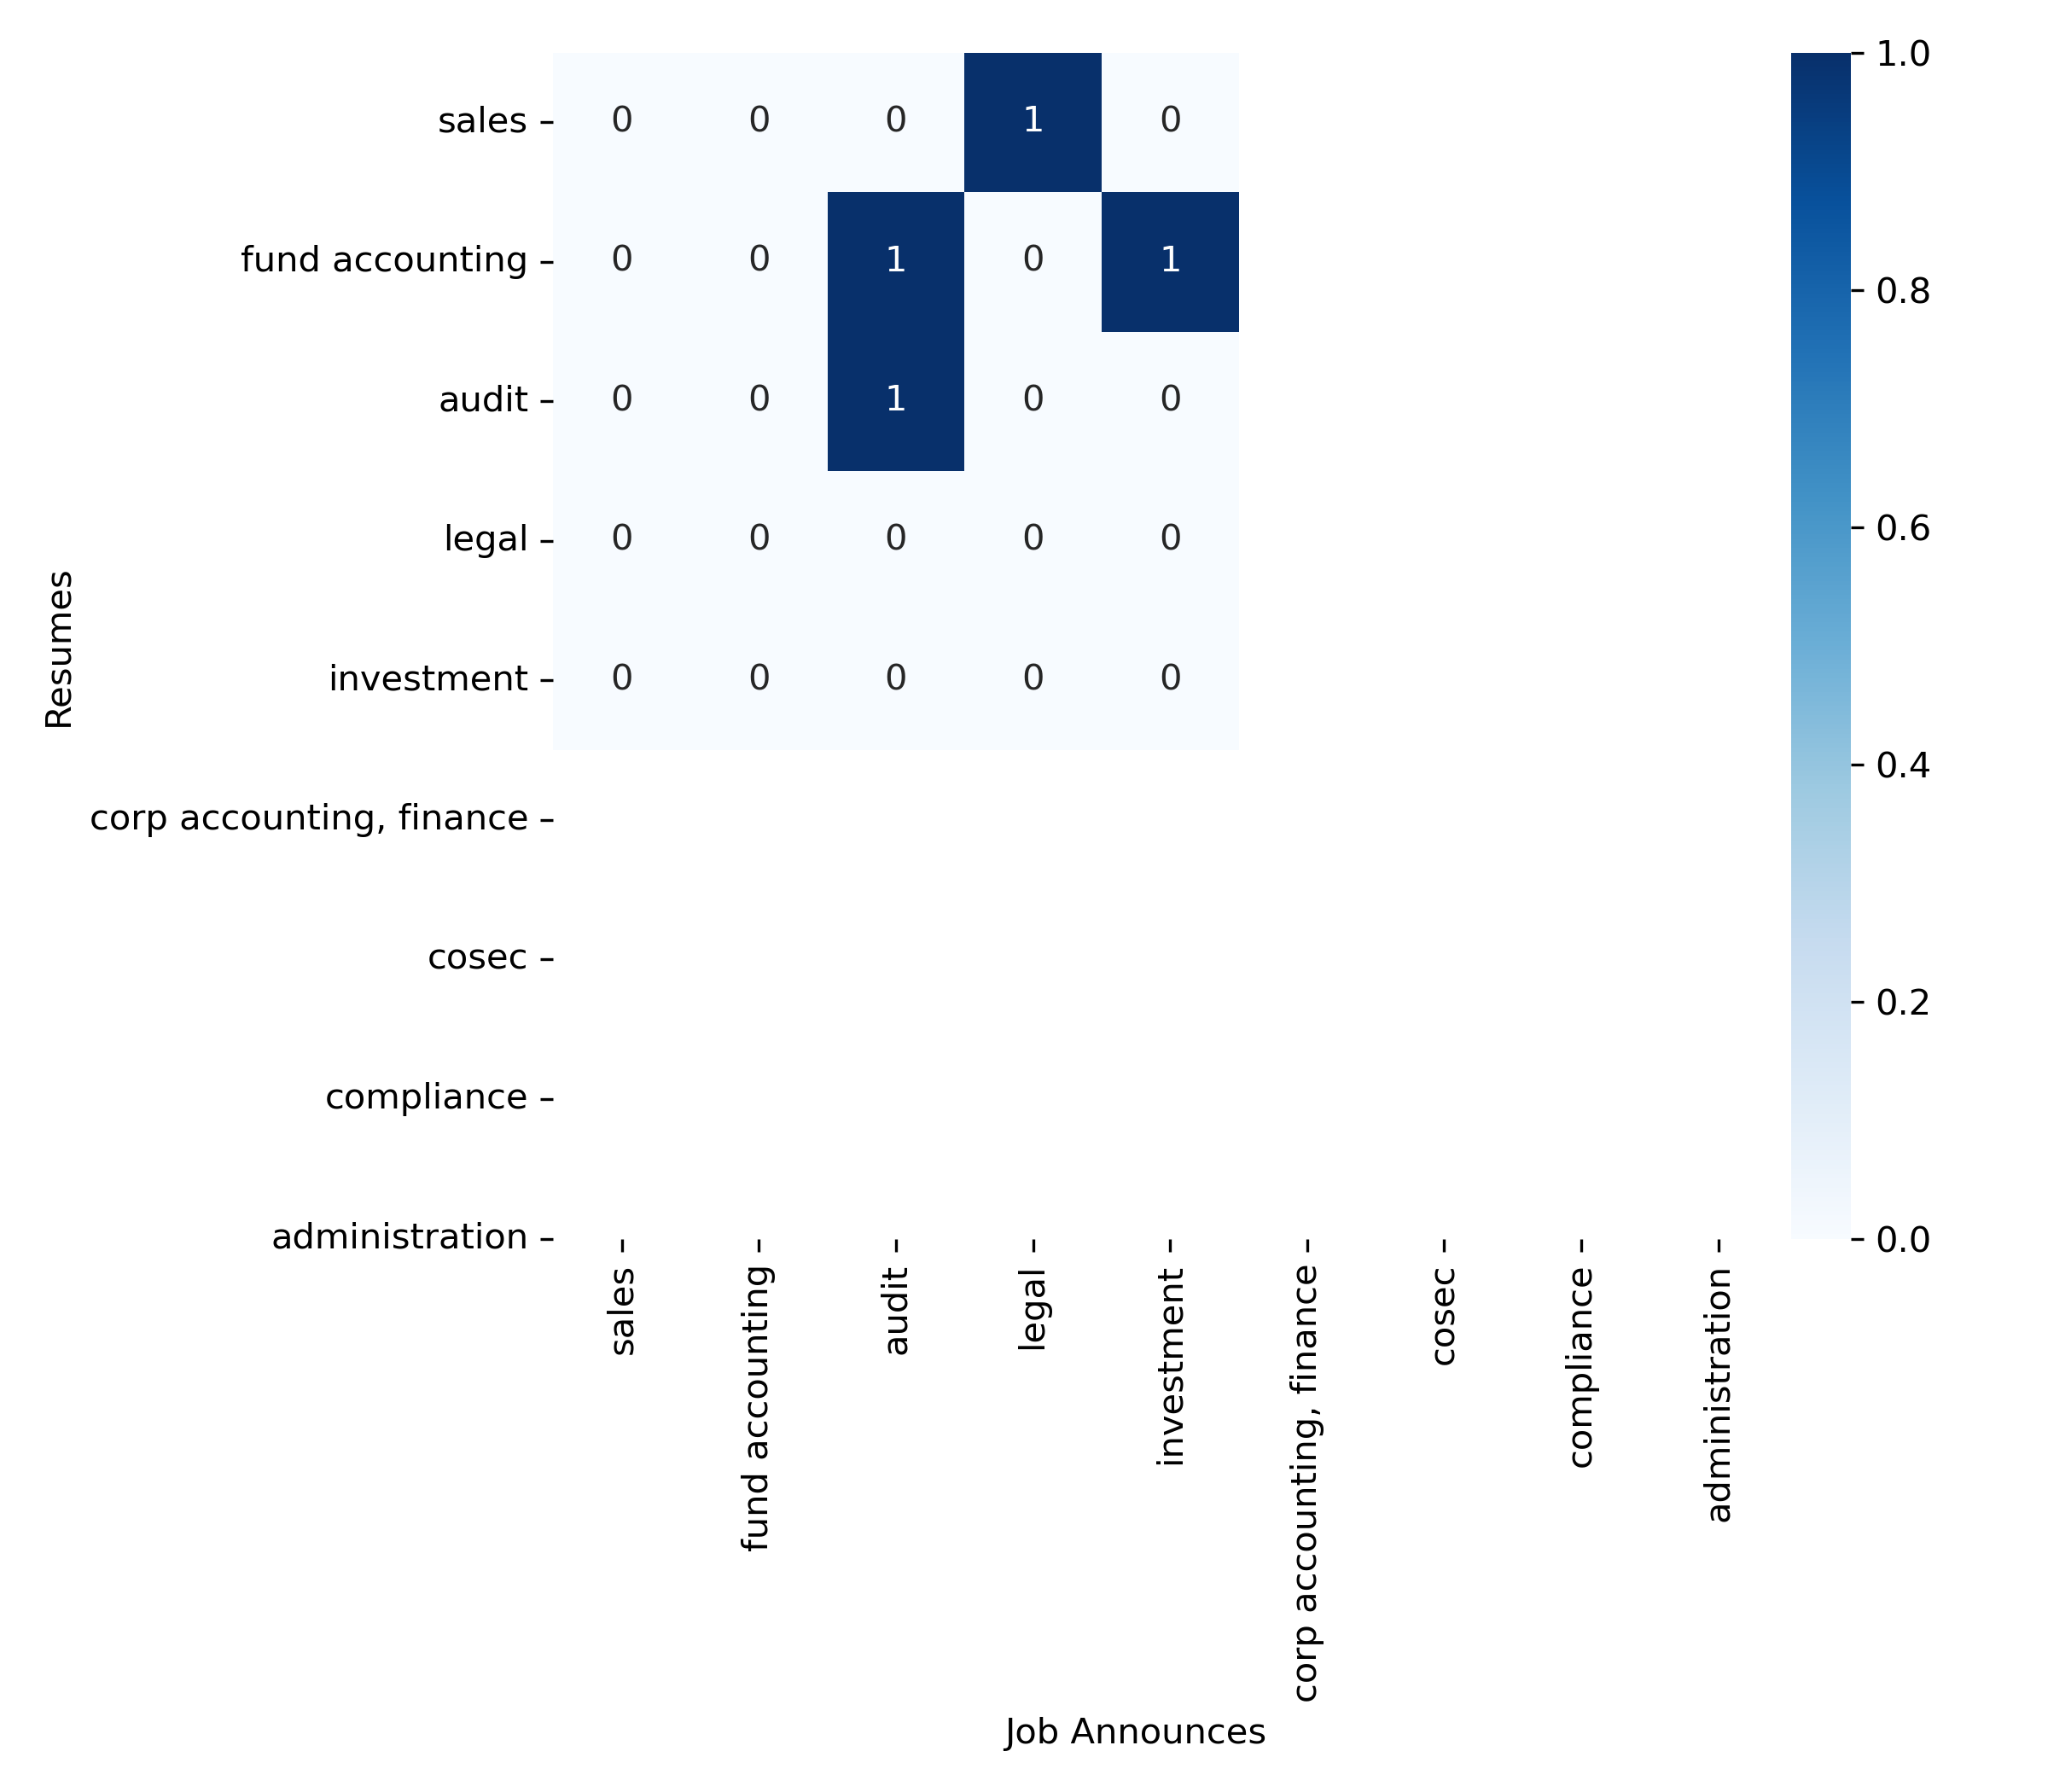 sales 0 0 0 1 0
fund accounting 0 0 1 0 1
audit 0 0 1 0 0
legal 0 0 0 0 0
investment 0 0 0 0 0
corp accounting, finance
cosec
compliance
administration
Resumes
sales
fund accounting
audit
legal
investment
corp accounting, finance
cosec
compliance
administration
Job Announces
1.0
0.8
0.6
0.4
0.2
0.0